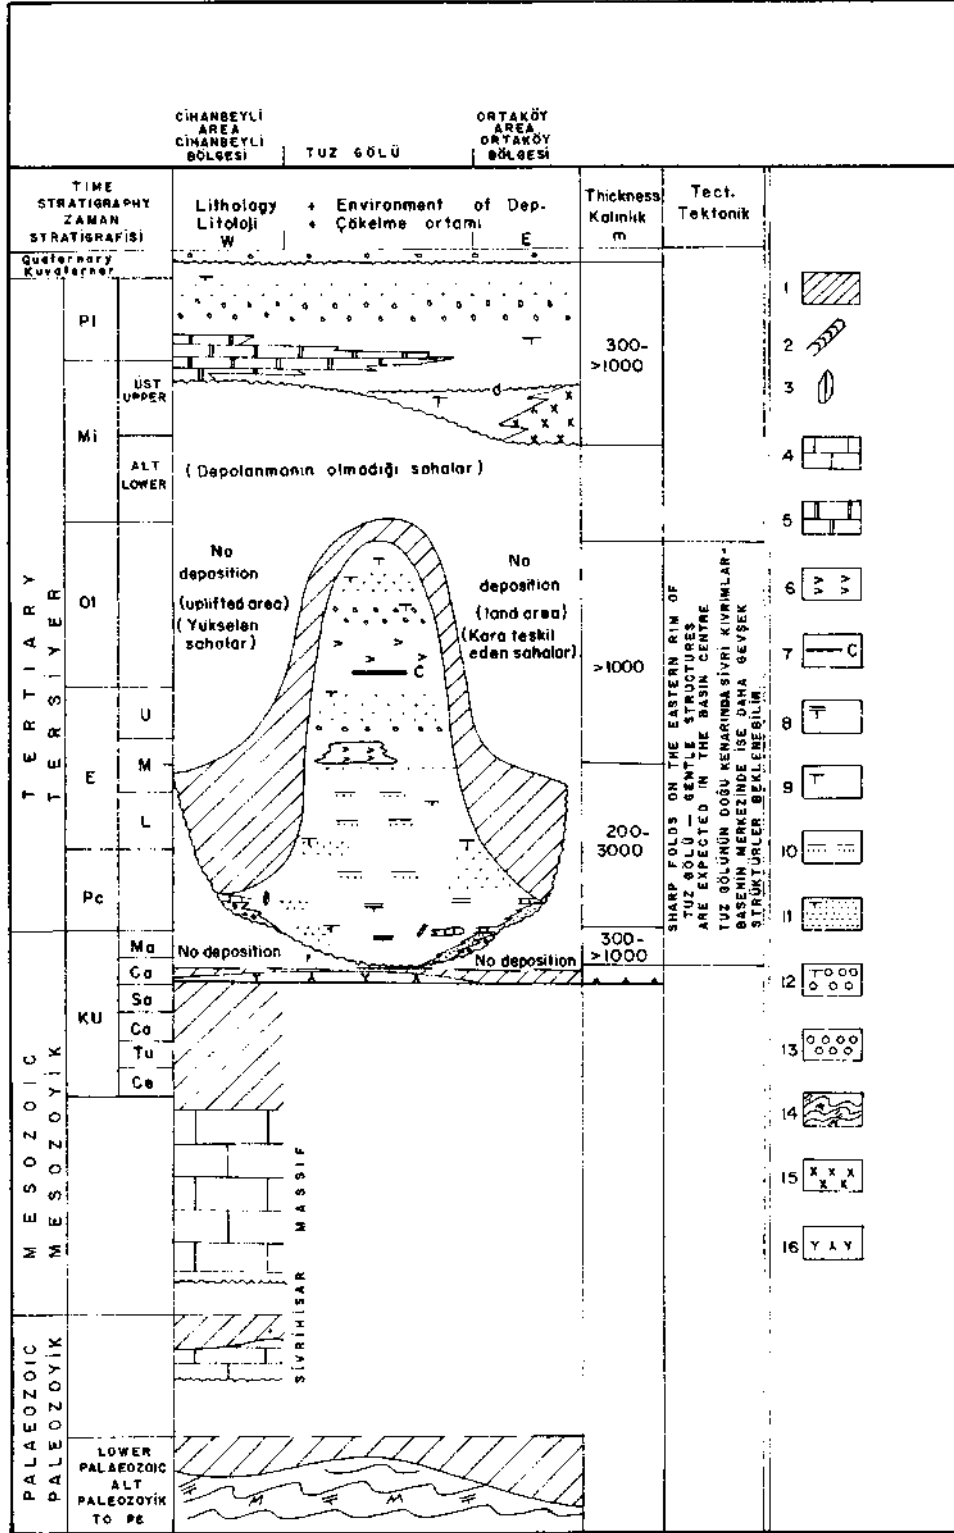 CİHANBEYLİ
AREA
CİHANBEYLİ
BÖLGESİ
TUZ GÖLÜ
ORTAKÖY
AREA
ORTAKÖY
BÖLGESİ
TIME
STRATIGRAPHY
ZAMAN
STRATİGRAFİSİ
Lithology + Environment of Dep-
Litoloji + Çökelme ortamı
W E
Thickness
Kalınlık
m
Tect.
Tektonik
Quaternary
Kuvaterner
Pl
300-
>1000
ÜST
UPPER
d
Mi
ALT
LOWER
(Depolanmanın olmadığı sahalar)
TERTIARY
TERSİYER
Ol
No
deposition
(uplifted area)
(Yükselen
sahalar)
No
deposition
(land area)
(Kara teşkil
eden sahalar)
C
>1000
U
E
M
L
200-
3000
Pc
SHARP FOLDS ON THE EASTERN RIM OF
TUZ GÖLÜ — GENTLE STRUCTURES
ARE EXPECTED IN THE BASIN CENTRE
TUZ GÖLÜNÜN DOĞU KENARINDA SİVRİ KIVRIMLAR-
BASENİN MERKEZİNDE İSE DAHA GEVŞEK
STRÜKTÜRLER BEKLENEBİLİR
Ma
No deposition
No deposition
300-
>1000
Ca
KU
Sa
Co
Tu
Ce
MESOZOIC
MESOZOYİK
SİVRİHİSAR MASSIF
PALAEOZOIC
PALEOZOYİK
LOWER
PALAEOZOIC
ALT
PALEOZOYİK
TO P€
1
2
3
4
5
6
7 C
8
9
10
11
12
13
14
15
16